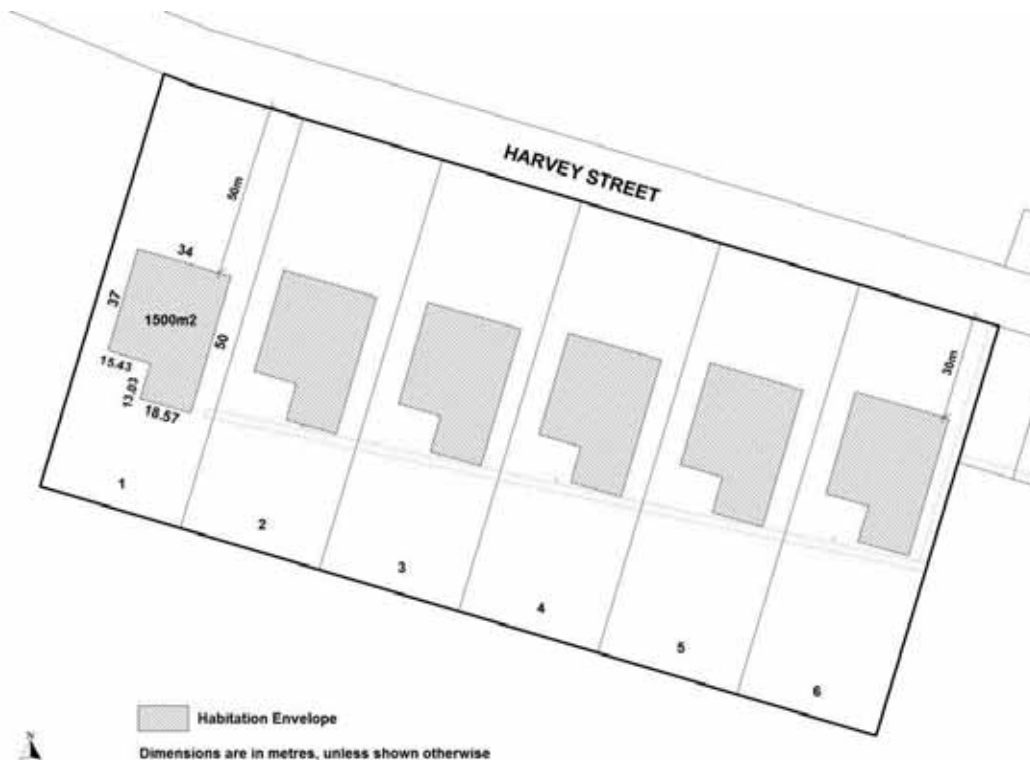 HARVEY STREET
50m
34
37
1500m2
50
15.43
13.03
18.57
30m
1
2
3
4
5
6
Habitation Envelope
N
Dimensions are in metres, unless shown otherwise